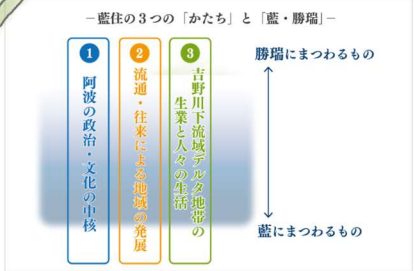 －藍住の３つの「かたち」と「藍・勝瑞」－
1
阿波の政治・文化の中核
2
流通・往来による地域の発展
3
吉野川下流域デルタ地帯の
生業と人々の生活
勝瑞にまつわるもの
藍にまつわるもの